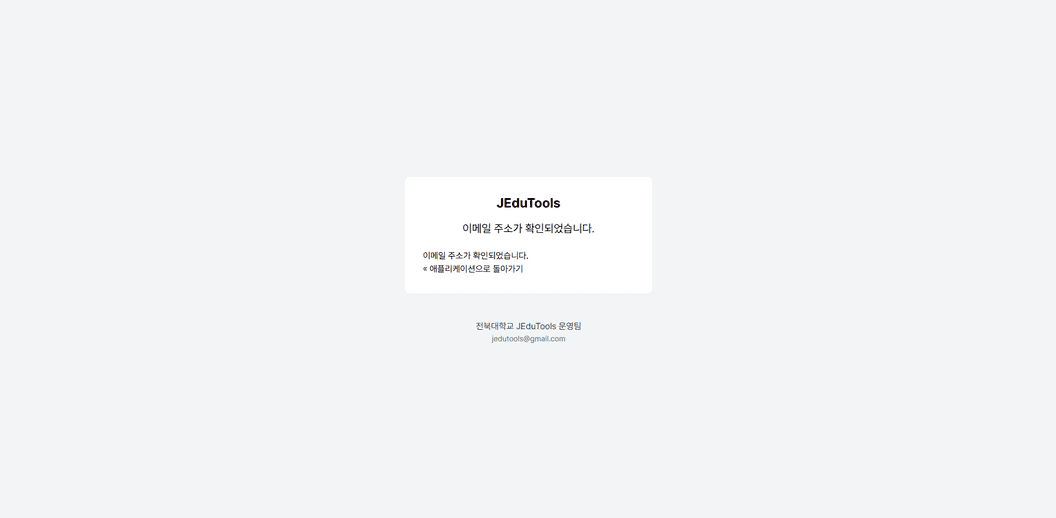 JEduTools
이메일 주소가 확인되었습니다.
이메일 주소가 확인되었습니다.
« 애플리케이션으로 돌아가기
전북대학교 JEduTools 운영팀
jedutools@gmail.com